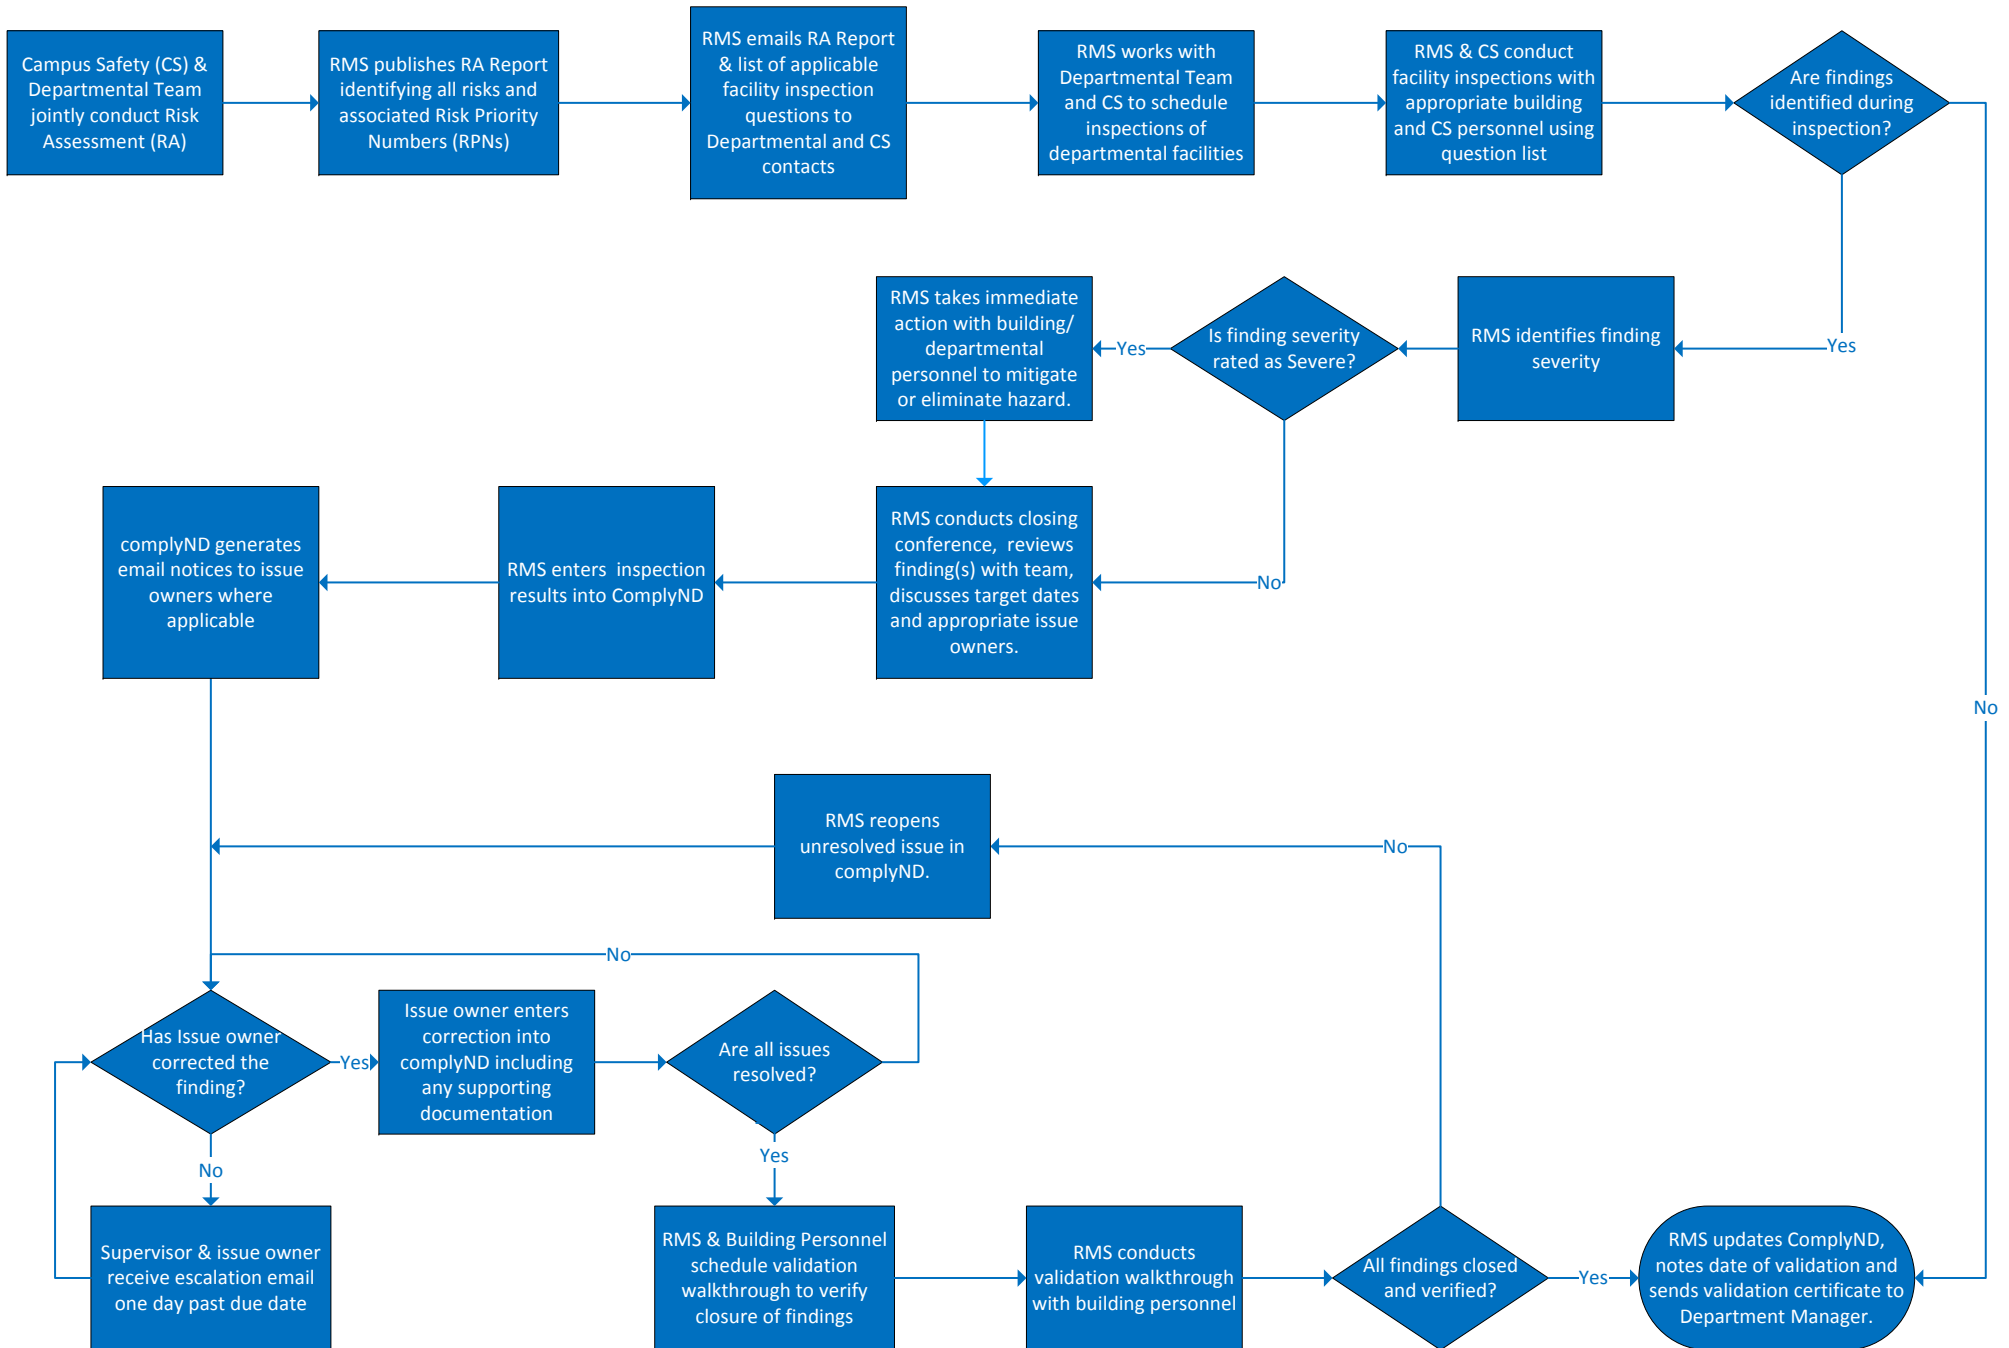 Campus Safety (CS) &
Departmental Team
jointly conduct Risk
Assessment (RA)
RMS publishes RA Report
identifying all risks and
associated Risk Priority
Numbers (RPNs)
RMS emails RA Report
& list of applicable
facility inspection
questions to
Departmental and CS
contacts
RMS works with
Departmental Team
and CS to schedule
inspections of
departmental facilities
RMS & CS conduct
facility inspections with
appropriate building
and CS personnel using
question list
Are findings
identified during
inspection?
Yes
No
RMS identifies finding
severity
Is finding severity
rated as Severe?
Yes
No
RMS takes immediate
action with building/
departmental
personnel to mitigate
or eliminate hazard.
RMS conducts closing
conference, reviews
finding(s) with team,
discusses target dates
and appropriate issue
owners.
RMS enters inspection
results into ComplyND
complyND generates
email notices to issue
owners where
applicable
RMS reopens
unresolved issue in
complyND.
No
No
Has Issue owner
corrected the
finding?
Yes
No
Issue owner enters
correction into
complyND including
any supporting
documentation
Are all issues
resolved?
Yes
Supervisor & issue owner
receive escalation email
one day past due date
RMS & Building Personnel
schedule validation
walkthrough to verify
closure of findings
RMS conducts
validation walkthrough
with building personnel
All findings closed
and verified?
Yes
RMS updates ComplyND,
notes date of validation and
sends validation certificate to
Department Manager.